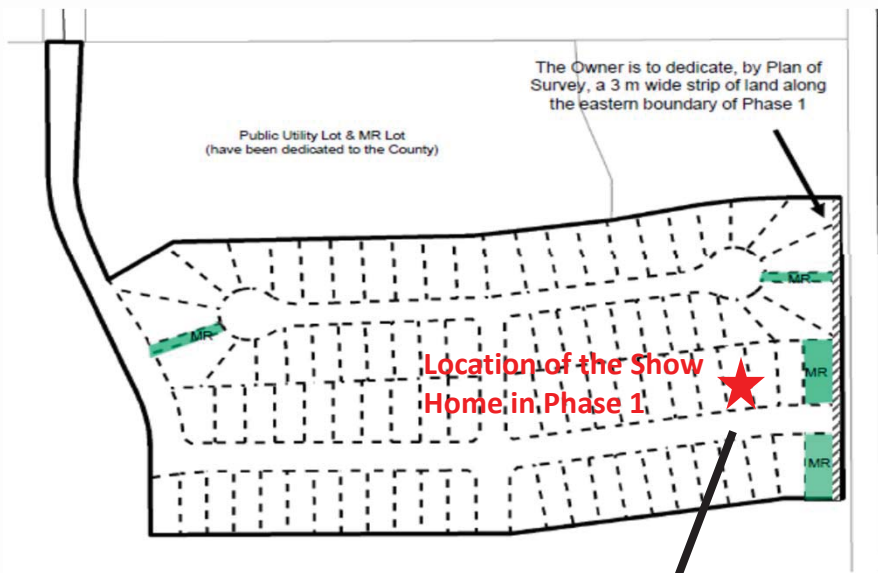 The Owner is to dedicate, by Plan of
Survey, a 3 m wide strip of land along
the eastern boundary of Phase 1
Public Utility Lot & MR Lot
(have been dedicated to the County)
MR
MR
Location of the Show
Home in Phase 1
MR
MR